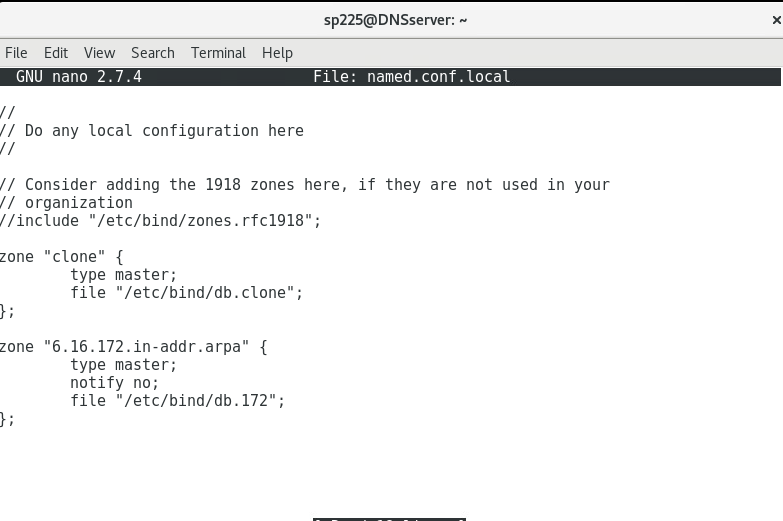 sp225@DNSserver: ~
×
File Edit View Search Terminal Help
GNU nano 2.7.4 File: named.conf.local
//
// Do any local configuration here
//
// Consider adding the 1918 zones here, if they are not used in your
// organization
//include "/etc/bind/zones.rfc1918";
zone "clone" {
        type master;
        file "/etc/bind/db.clone";
};
zone "6.16.172.in-addr.arpa" {
        type master;
        notify no;
        file "/etc/bind/db.172";
};